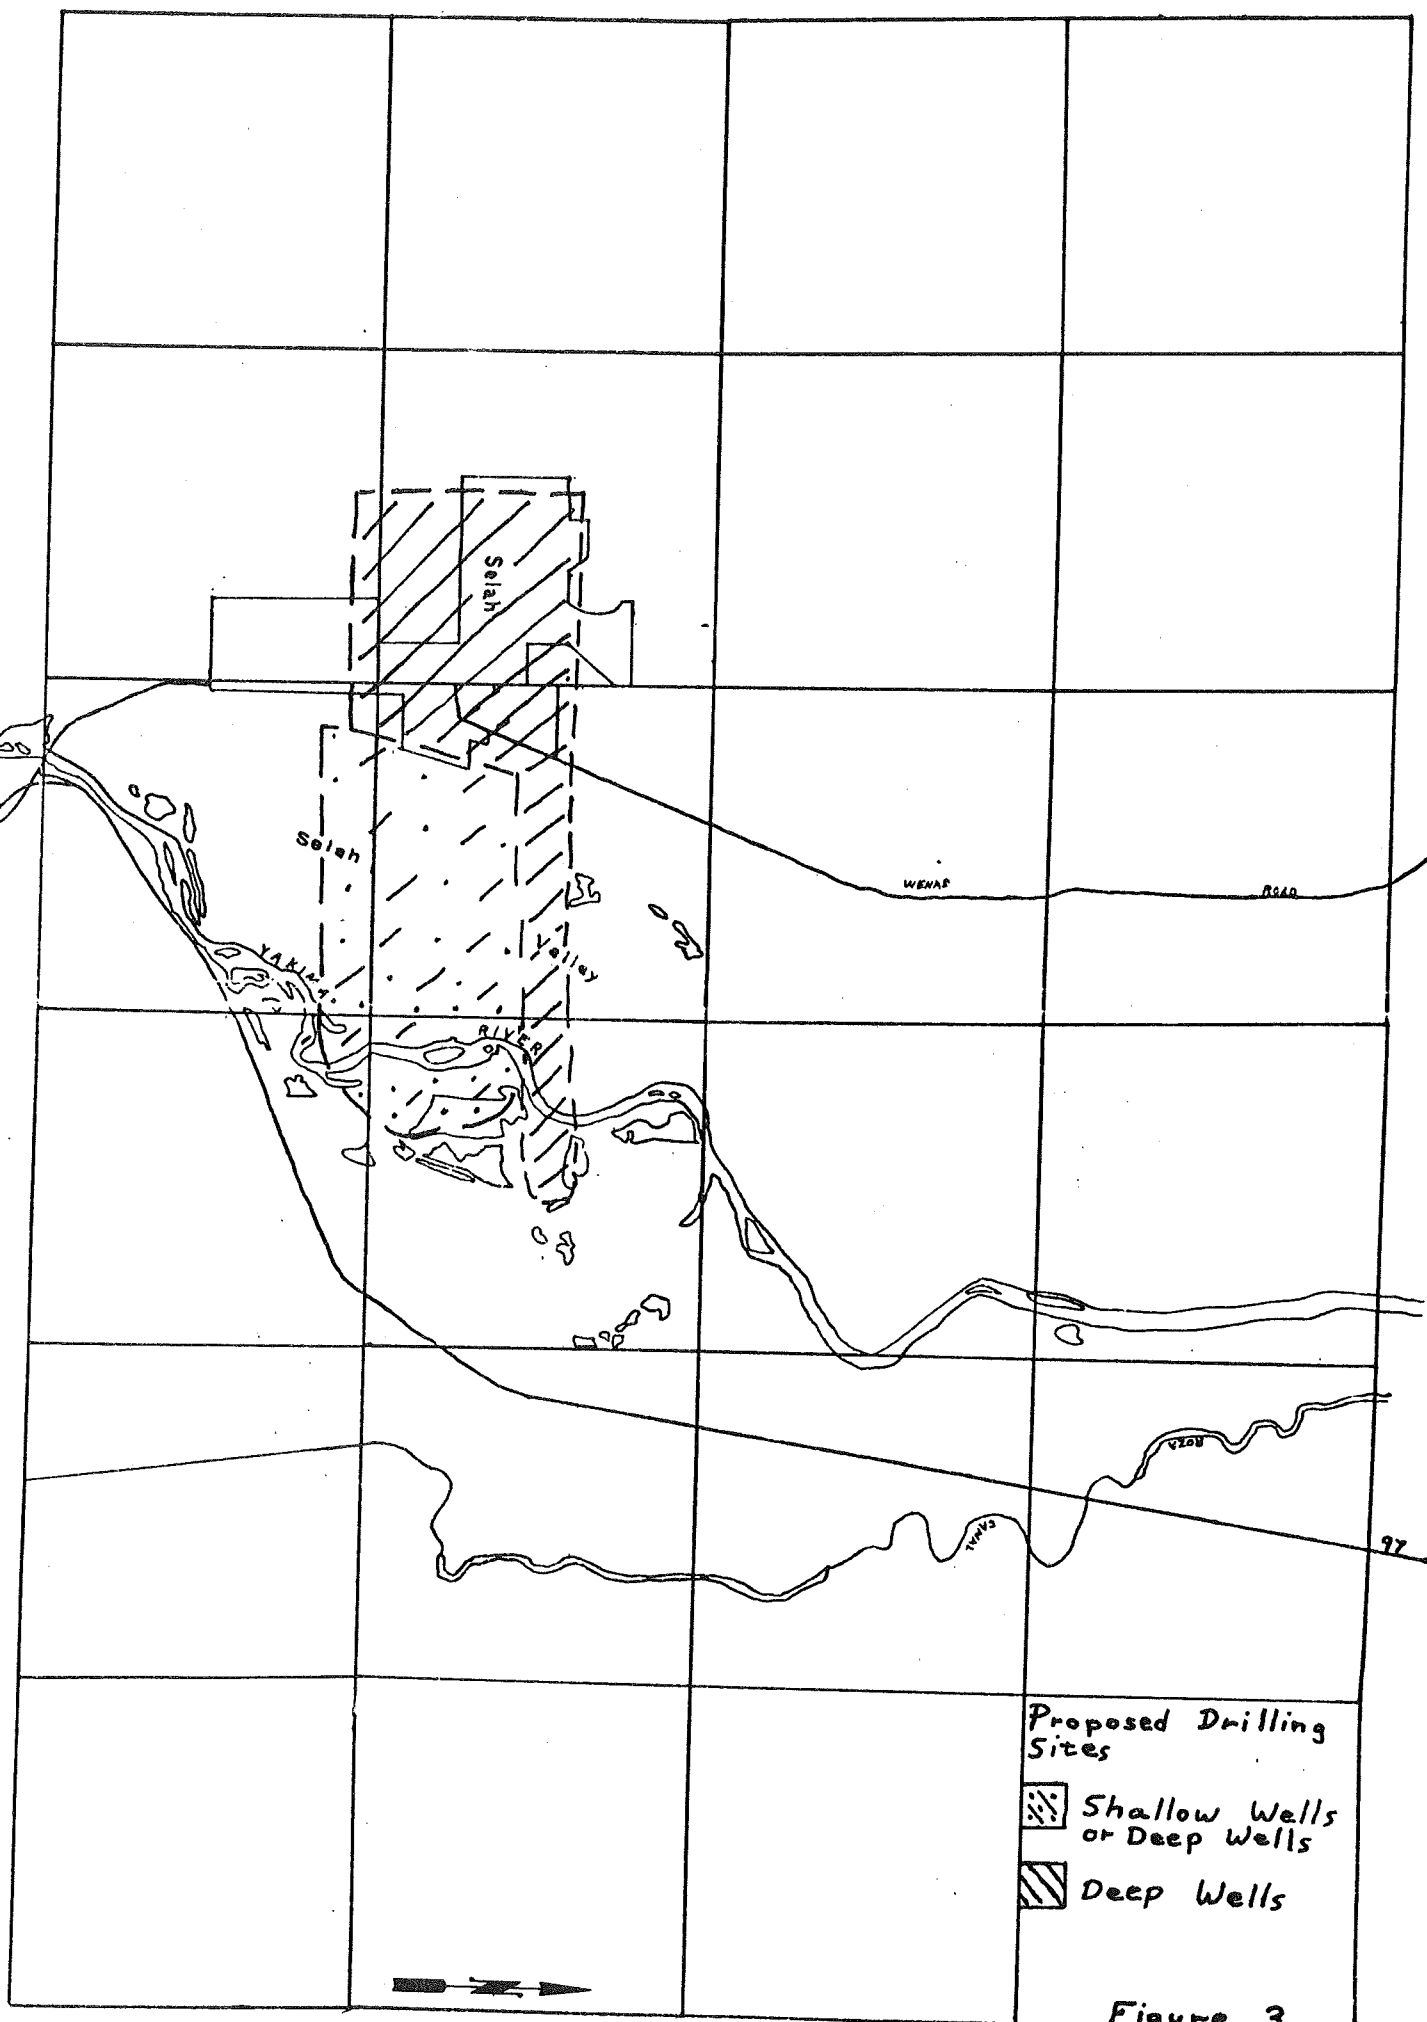 Selah
Selah
Valley
WENAS ROAD
YAKIMA
RIVER
ROZA
CANAL
97
Proposed Drilling
Sites
Shallow Wells
or Deep Wells
Deep Wells
Figure 3